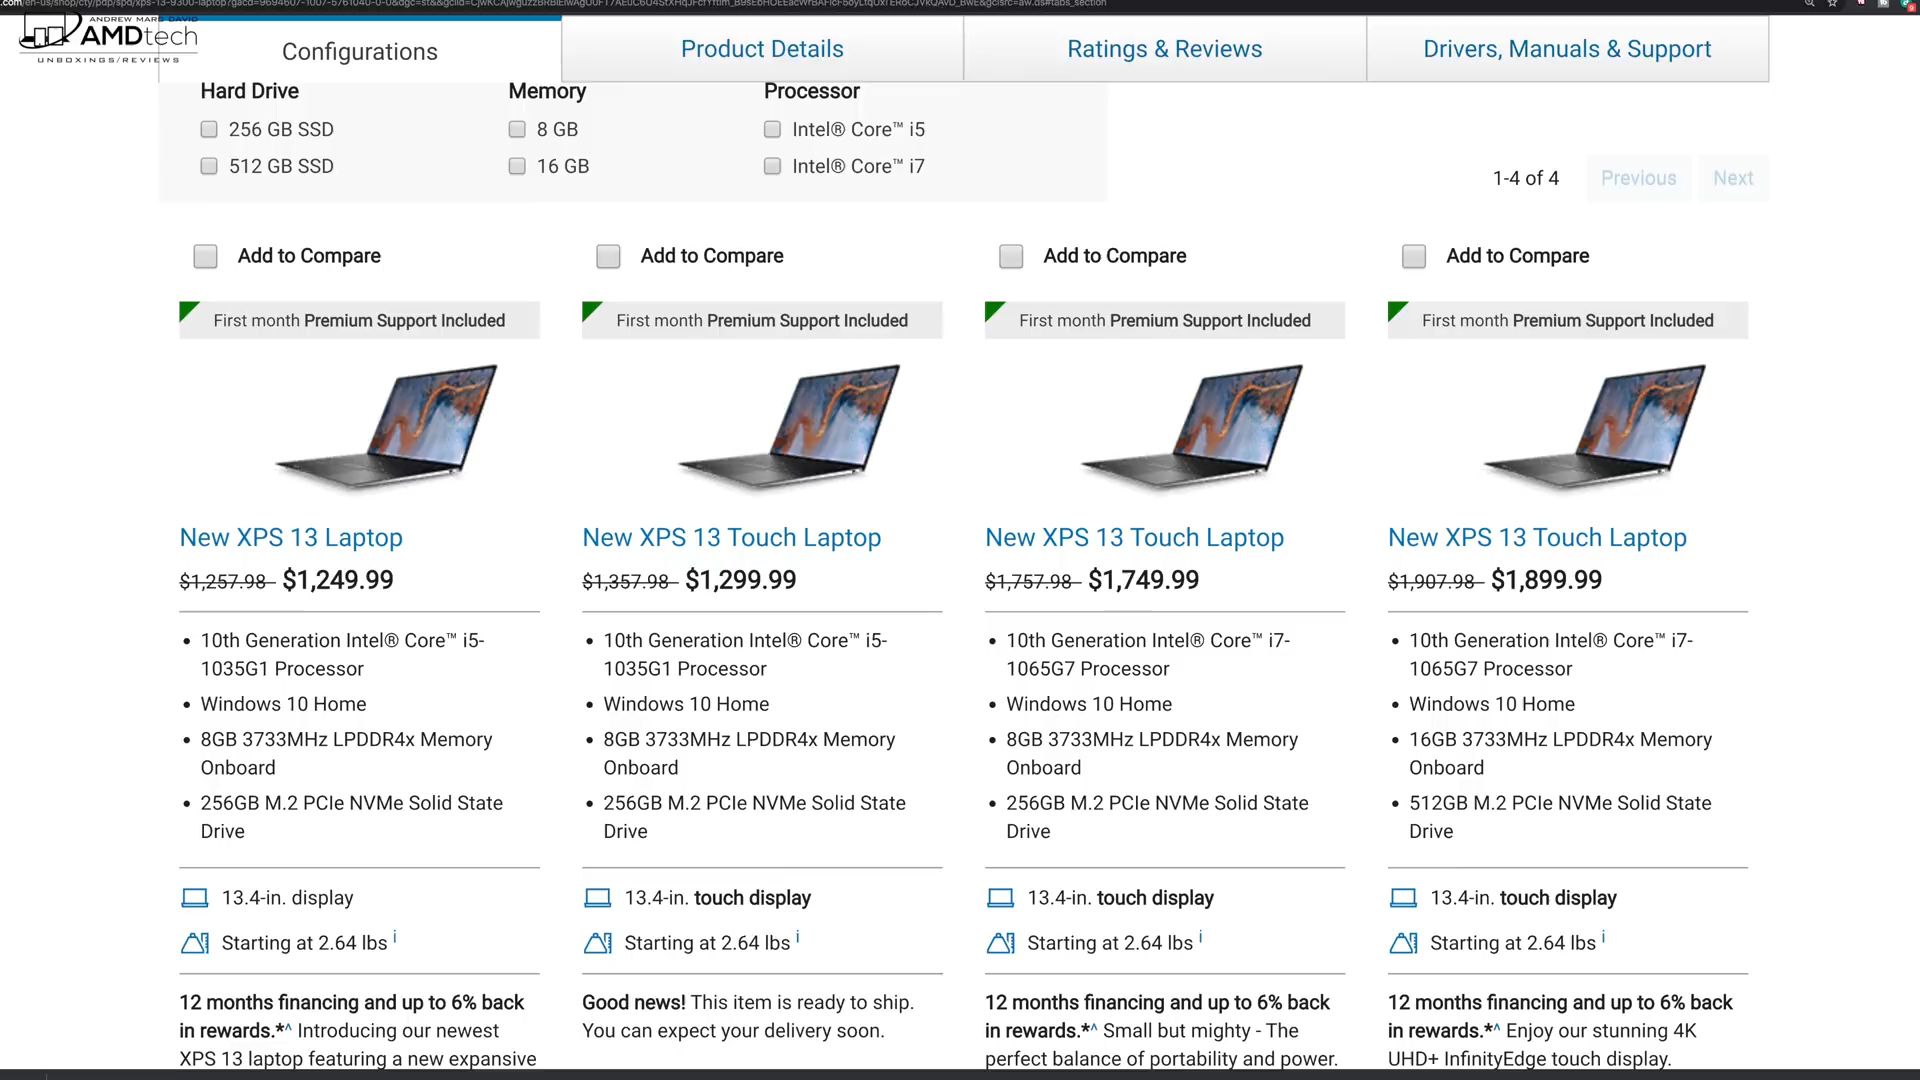 ANDREW MARC DAVID
AMDtech
UNBOXINGS/REVIEWS
Configurations
Product Details
Ratings & Reviews
Drivers, Manuals & Support
Hard Drive
256 GB SSD
512 GB SSD
Memory
8 GB
16 GB
Processor
Intel® Core™ i5
Intel® Core™ i7
1-4 of 4
Previous
Next
Add to Compare
Add to Compare
Add to Compare
Add to Compare
First month Premium Support Included
First month Premium Support Included
First month Premium Support Included
First month Premium Support Included
New XPS 13 Laptop
$1,257.98 $1,249.99
10th Generation Intel® Core™ i5-
1035G1 Processor
Windows 10 Home
8GB 3733MHz LPDDR4x Memory
Onboard
256GB M.2 PCIe NVMe Solid State
Drive
13.4-in. display
Starting at 2.64 lbs i
12 months financing and up to 6% back
in rewards.*^ Introducing our newest
XPS 13 laptop featuring a new expansive
New XPS 13 Touch Laptop
$1,357.98 $1,299.99
10th Generation Intel® Core™ i5-
1035G1 Processor
Windows 10 Home
8GB 3733MHz LPDDR4x Memory
Onboard
256GB M.2 PCIe NVMe Solid State
Drive
13.4-in. touch display
Starting at 2.64 lbs i
Good news! This item is ready to ship.
You can expect your delivery soon.
New XPS 13 Touch Laptop
$1,757.98 $1,749.99
10th Generation Intel® Core™ i7-
1065G7 Processor
Windows 10 Home
8GB 3733MHz LPDDR4x Memory
Onboard
256GB M.2 PCIe NVMe Solid State
Drive
13.4-in. touch display
Starting at 2.64 lbs i
12 months financing and up to 6% back
in rewards.*^ Small but mighty - The
perfect balance of portability and power.
New XPS 13 Touch Laptop
$1,907.98 $1,899.99
10th Generation Intel® Core™ i7-
1065G7 Processor
Windows 10 Home
16GB 3733MHz LPDDR4x Memory
Onboard
512GB M.2 PCIe NVMe Solid State
Drive
13.4-in. touch display
Starting at 2.64 lbs i
12 months financing and up to 6% back
in rewards.*^ Enjoy our stunning 4K
UHD+ InfinityEdge touch display.